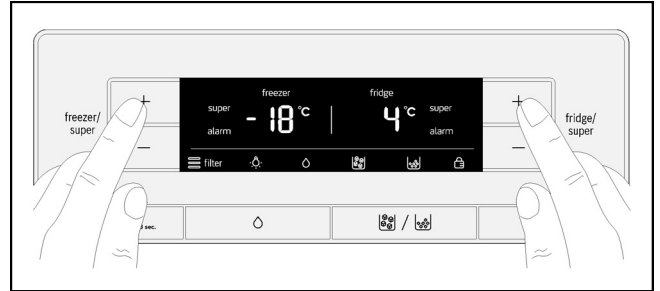 freezer
fridge
super
-18 °C
4 °C
super
alarm
alarm
filter
+
+
freezer/
super
fridge/
super
—
—
sec.
/